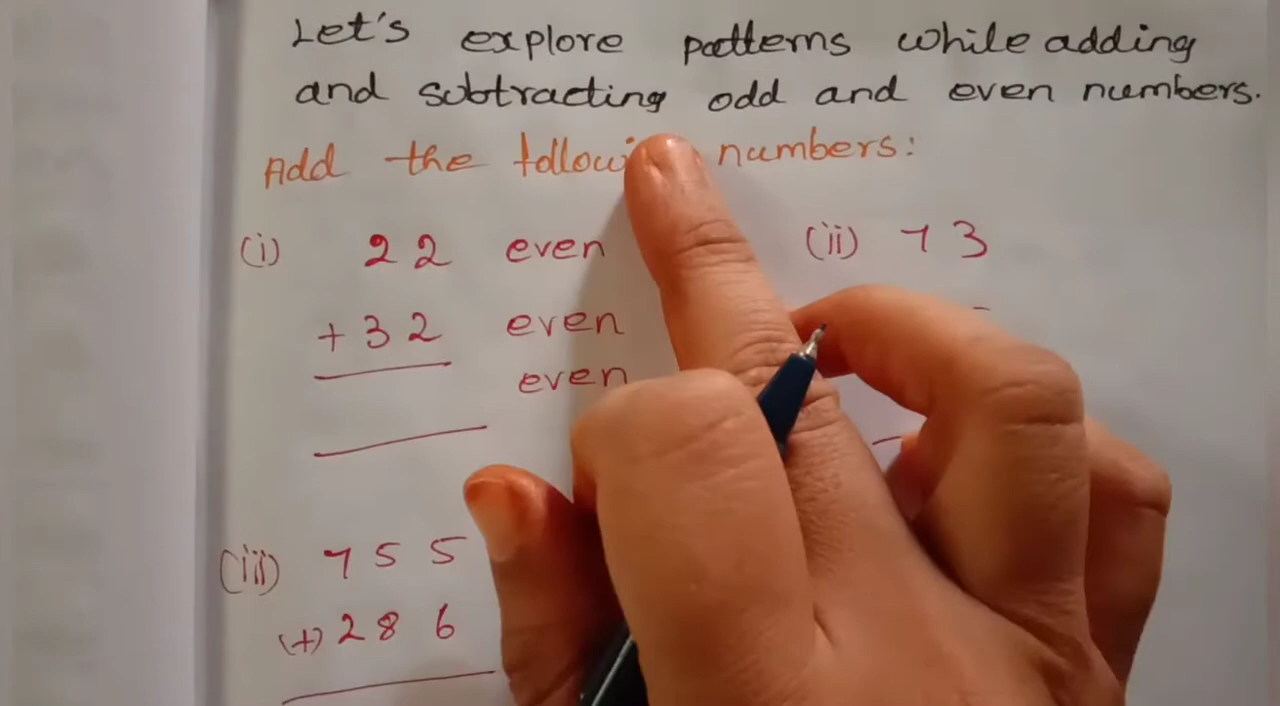 Let's explore patterns while adding
and subtracting odd and even numbers.
Add the numbers:
(i) 22 even
+32 even
even
(ii) 73
(iii) 755
(+) 286